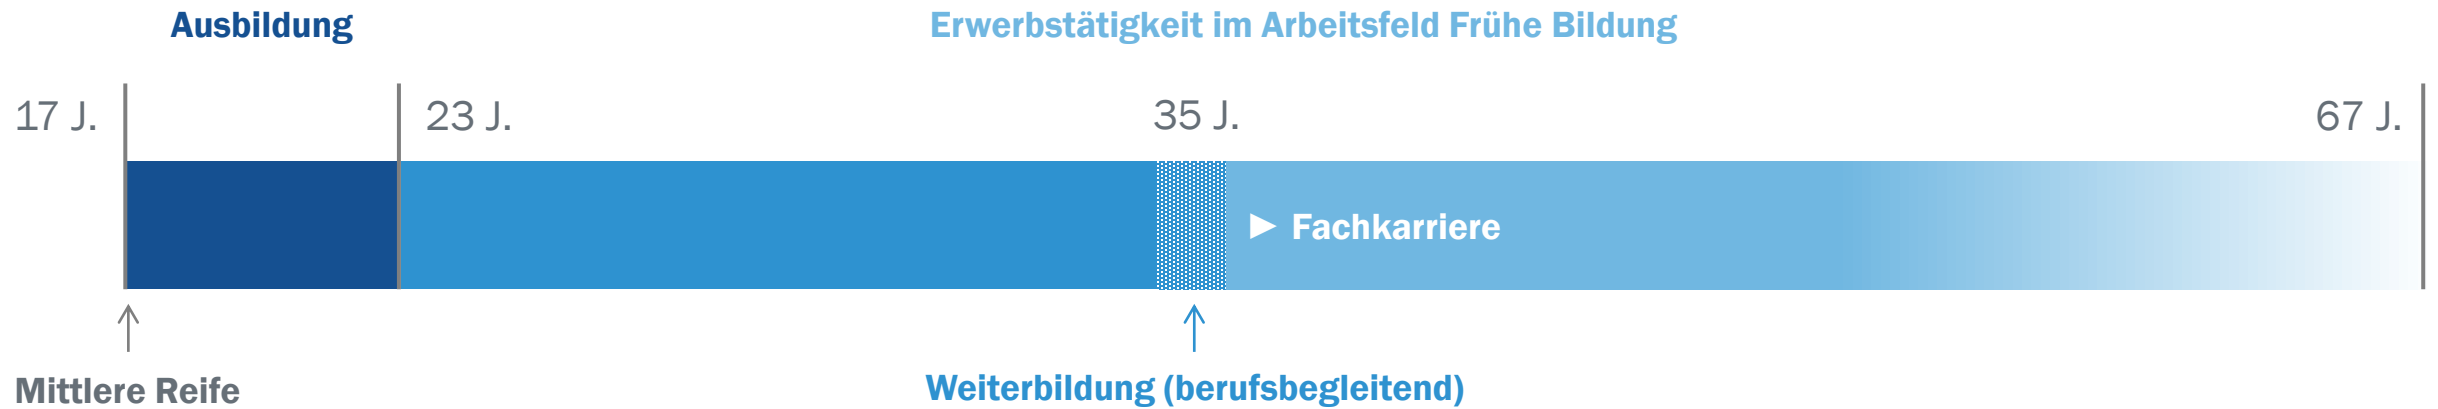 Ausbildung
Erwerbstätigkeit im Arbeitsfeld Frühe Bildung
17 J.
23 J.
35 J.
67 J.
► Fachkarriere
Mittlere Reife
Weiterbildung (berufsbegleitend)